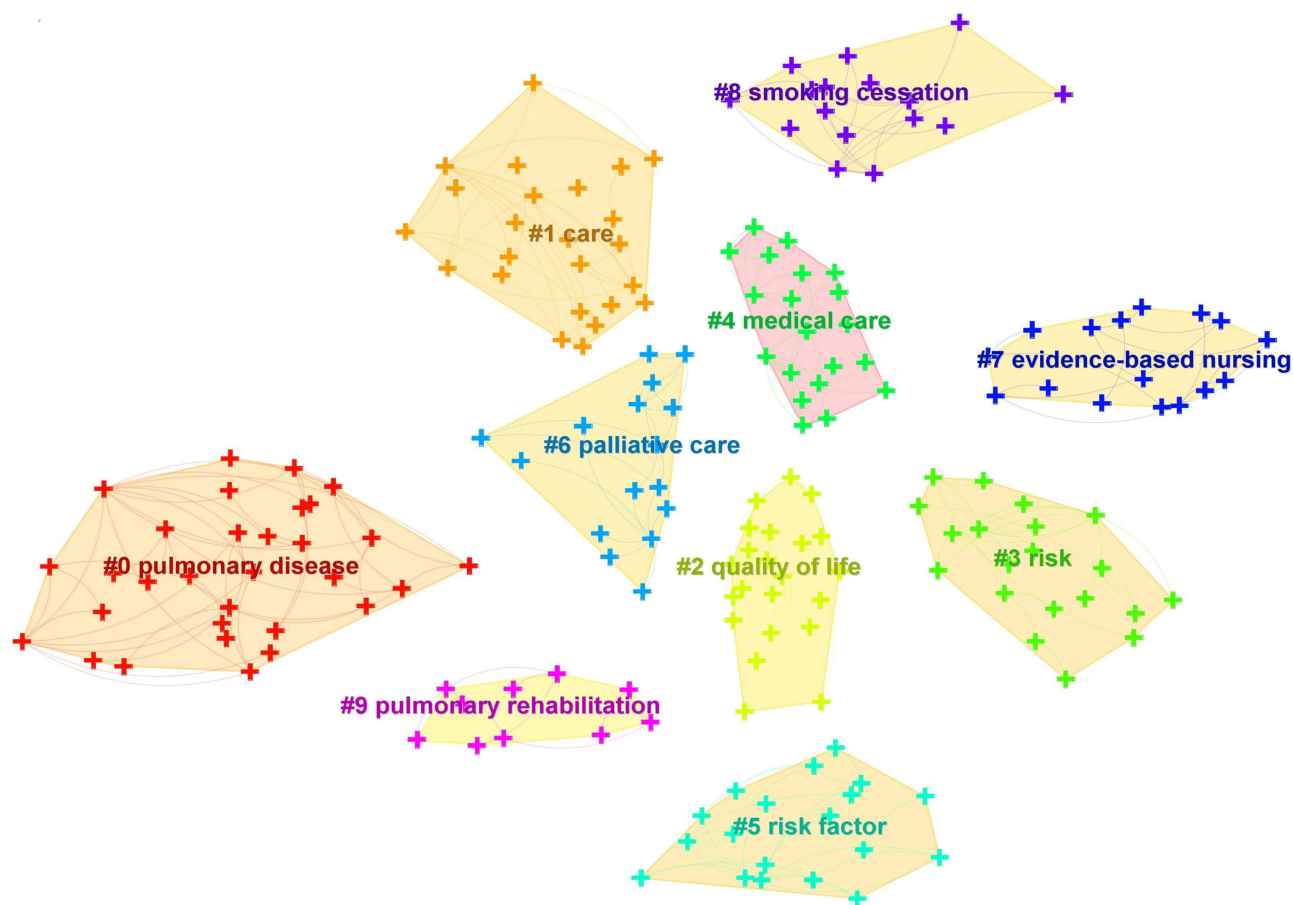 #8 smoking cessation
#1 care
#4 medical care
#7 evidence-based nursing
#6 palliative care
#0 pulmonary disease
#2 quality of life
#3 risk
#9 pulmonary rehabilitation
#5 risk factor